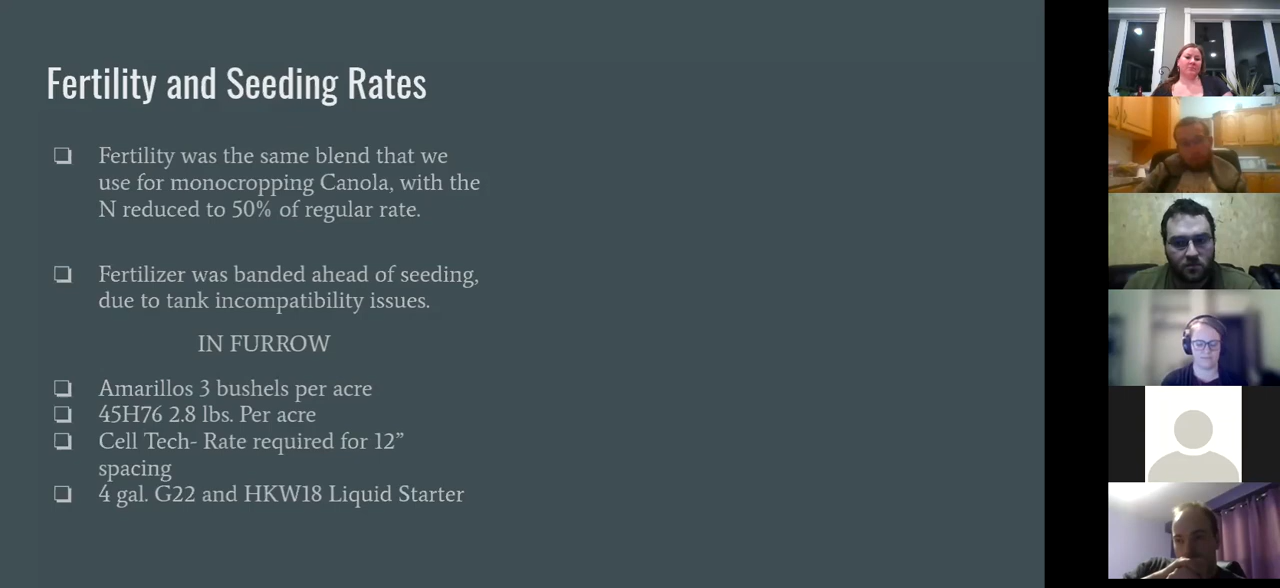 Fertility and Seeding Rates
Fertility was the same blend that we
use for monocropping Canola, with the
N reduced to 50% of regular rate.
Fertilizer was banded ahead of seeding,
due to tank incompatibility issues.
IN FURROW
Amarillos 3 bushels per acre
45H76 2.8 lbs. Per acre
Cell Tech- Rate required for 12”
spacing
4 gal. G22 and HKW18 Liquid Starter